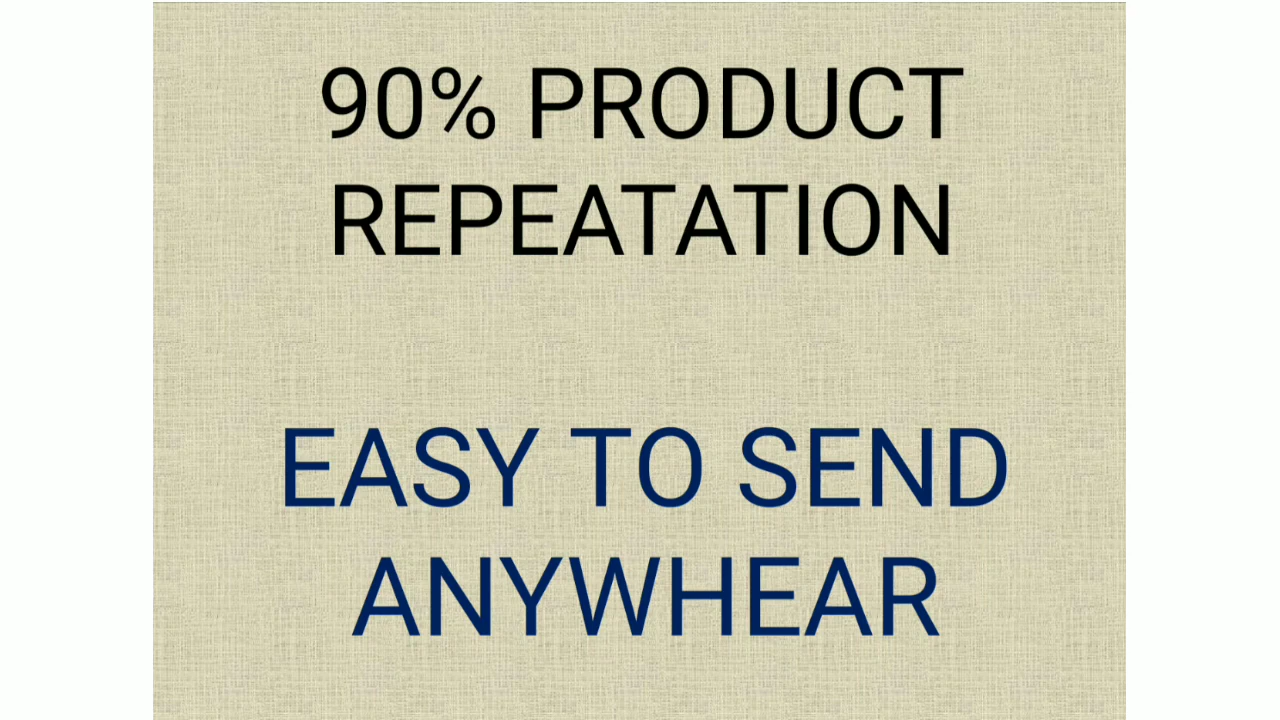 90% PRODUCT
REPEATATION
EASY TO SEND
ANYWHEAR